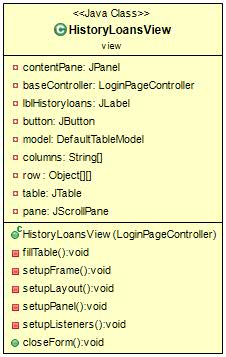 <<Java Class>>
C HistoryLoansView
view
contentPane: JPanel
baseController: LoginPageController
lblHistoryloans: JLabel
button: JButton
model: DefaultTableModel
columns: String[]
row : Object[][]
table: JTable
pane: JScrollPane
C HistoryLoansView(LoginPageController)
fillTable():void
setupFrame():void
setupLayout():void
setupPanel():void
setupListeners():void
closeForm():void